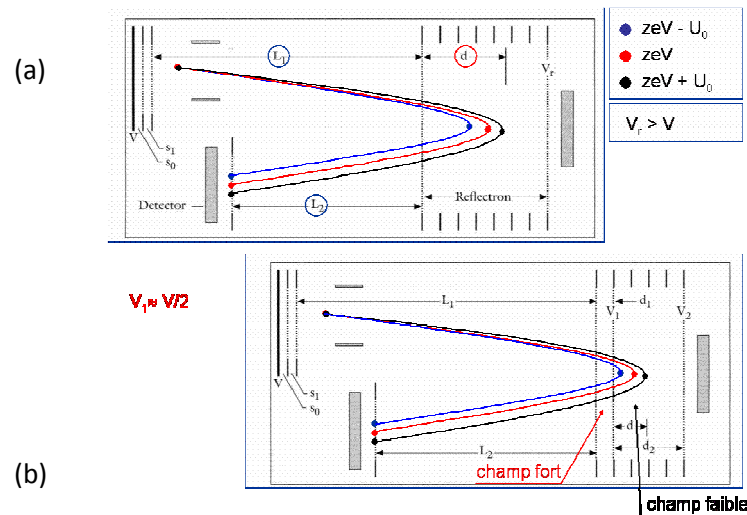 (a)
L₁
d
Vᵣ
V
s₁
s₀
Detector
L₂
Reflectron
zeV - U₀
zeV
zeV + U₀
Vᵣ > V
(b)
V₁≈ V/2
L₁
d₁
V₁
V₂
V
s₁
s₀
d
L₂
d₂
champ fort
champ faible